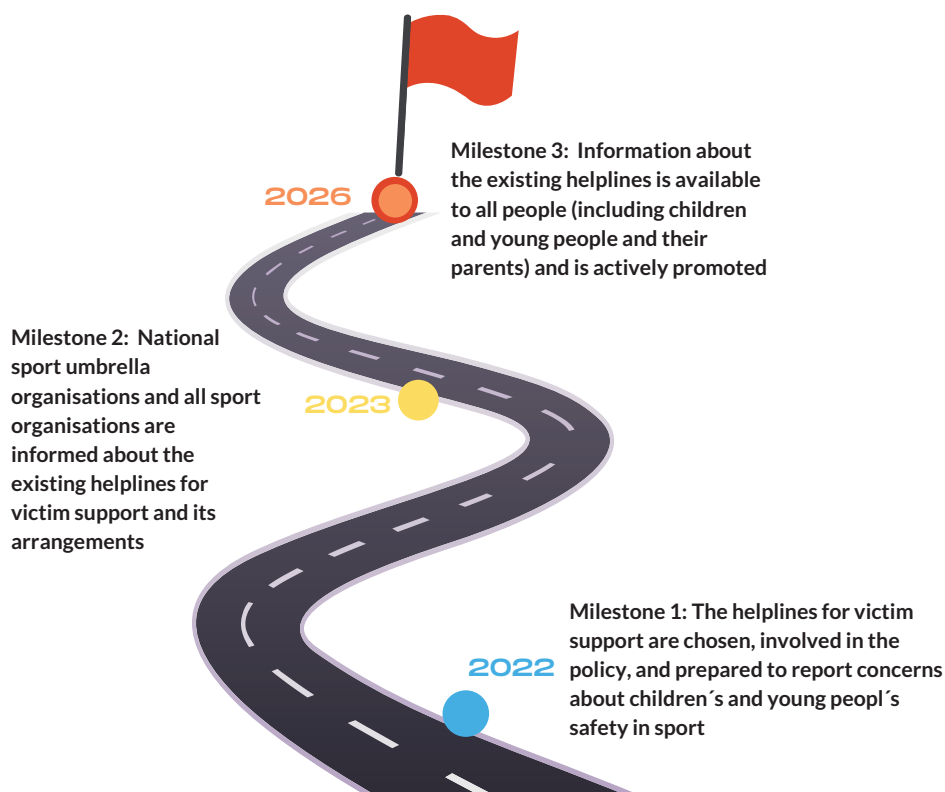 2026
Milestone 3:  Information about
the existing helplines is available
to all people (including children
and young people and their
parents) and is actively promoted
Milestone 2:  National
sport umbrella
organisations and all sport
organisations are
informed about the
existing helplines for
victim support and its
arrangements
2023
2022
Milestone 1: The helplines for victim
support are chosen, involved in the
policy, and prepared to report concerns
about children´s and young peopl´s
safety in sport